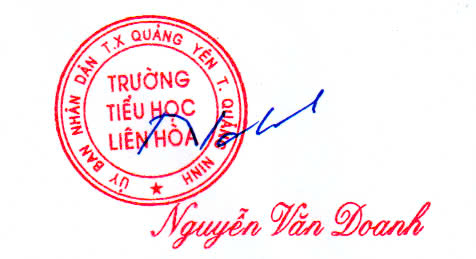 ỦY BAN NHÂN DÂN T.X QUẢNG YÊN T. QUẢNG NINH
TRƯỜNG
TIỂU HỌC
LIÊN HÒA
Nguyễn Văn Doanh